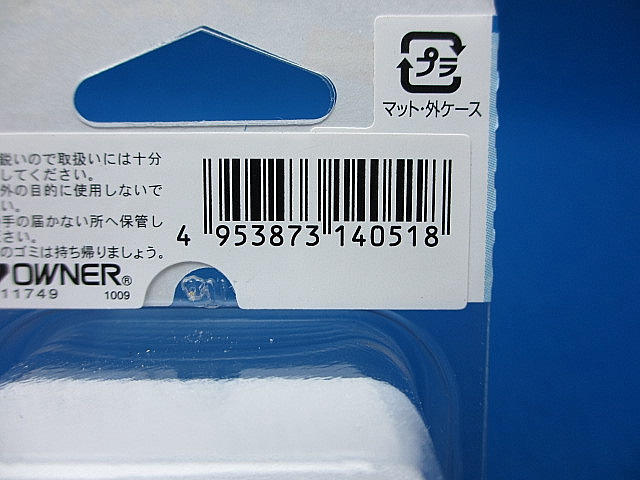 プラ
マット・外ケース
鋭いので取扱いには十分
してください。
外の目的に使用しないで
い。
手の届かない所へ保管し
さい。
のゴミは持ち帰りましょう。
OWNER®
11749 1009
4 953873 140518